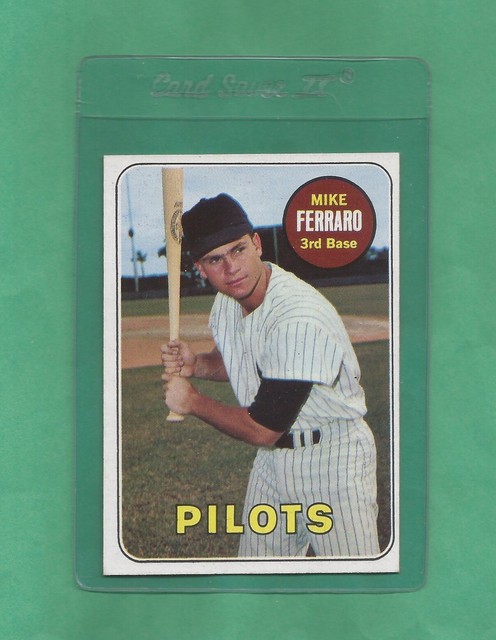 Card Saver II®
MIKE
FERRARO
3rd Base
PILOTS